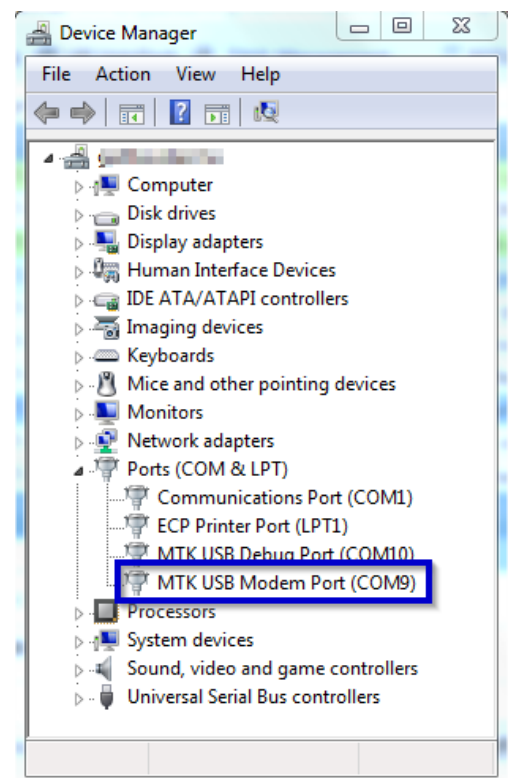 Device Manager
File Action View Help
Computer
Disk drives
Display adapters
Human Interface Devices
IDE ATA/ATAPI controllers
Imaging devices
Keyboards
Mice and other pointing devices
Monitors
Network adapters
Ports (COM & LPT)
Communications Port (COM1)
ECP Printer Port (LPT1)
MTK USB Debug Port (COM10)
MTK USB Modem Port (COM9)
Processors
System devices
Sound, video and game controllers
Universal Serial Bus controllers